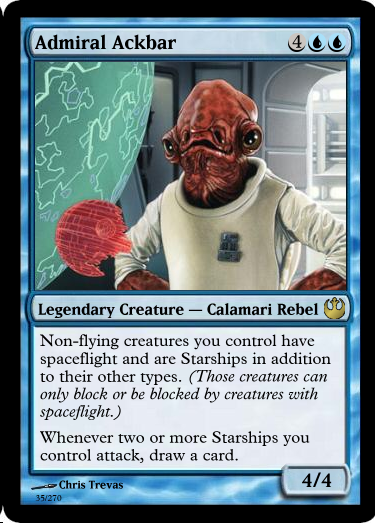 Admiral Ackbar 4
Legendary Creature — Calamari Rebel
Non-flying creatures you control have
spaceflight and are Starships in addition
to their other types. (Those creatures can
only block or be blocked by creatures with
spaceflight.)
Whenever two or more Starships you
control attack, draw a card.
4/4
Chris Trevas
35/270